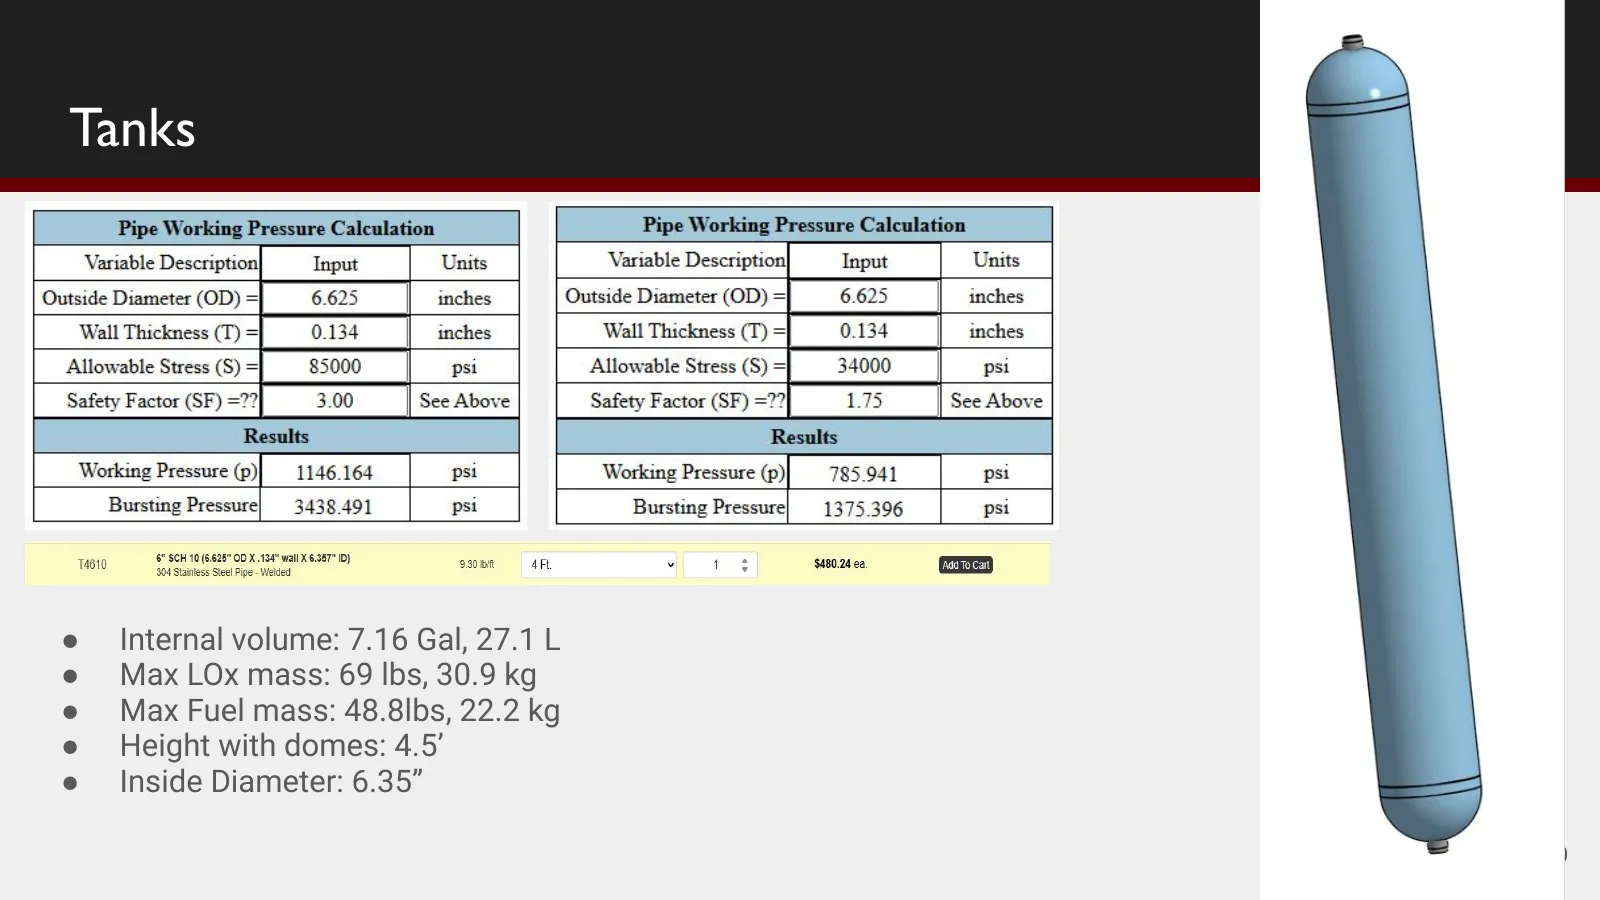 Tanks
Pipe Working Pressure Calculation
Variable Description Input Units
Outside Diameter (OD) = 6.625 inches
Wall Thickness (T) = 0.134 inches
Allowable Stress (S) = 85000 psi
Safety Factor (SF) =?? 3.00 See Above
Results
Working Pressure (p) 1146.164 psi
Bursting Pressure 3438.491 psi
Pipe Working Pressure Calculation
Variable Description Input Units
Outside Diameter (OD) = 6.625 inches
Wall Thickness (T) = 0.134 inches
Allowable Stress (S) = 34000 psi
Safety Factor (SF) =?? 1.75 See Above
Results
Working Pressure (p) 785.941 psi
Bursting Pressure 1375.396 psi
T4610 6" SCH 10 (6.625" OD X .134" wall X 6.357" ID) 9.30 lb/ft 4 Ft. 1 $480.24 ea. Add To Cart
304 Stainless Steel Pipe - Welded
● Internal volume: 7.16 Gal, 27.1 L
● Max LOx mass: 69 lbs, 30.9 kg
● Max Fuel mass: 48.8lbs, 22.2 kg
● Height with domes: 4.5’
● Inside Diameter: 6.35”